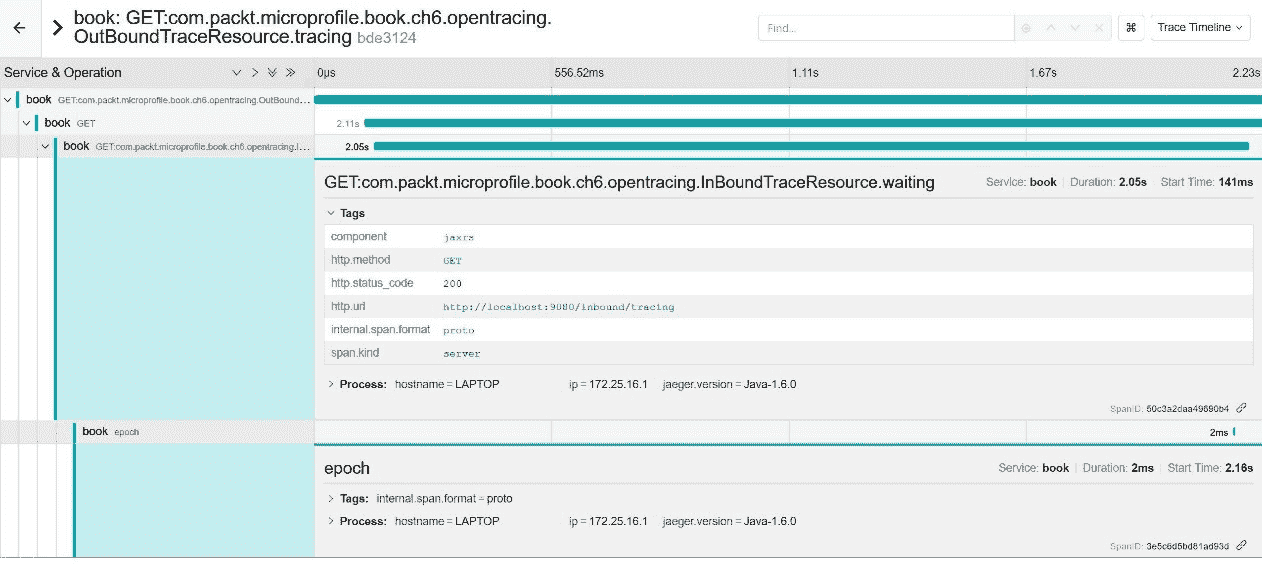 book: GET:com.packt.microprofile.book.ch6.opentracing.
OutBoundTraceResource.tracing bde3124
Find...
Trace Timeline
Service & Operation
0μs 556.52ms 1.11s 1.67s 2.23s
book GET:com.packt.microprofile.book.ch6.opentracing.OutBound...
book GET 2.11s
book GET:com.packt.microprofile.book.ch6.opentracing.I... 2.05s
GET:com.packt.microprofile.book.ch6.opentracing.InBoundTraceResource.waiting Service: book Duration: 2.05s Start Time: 141ms
Tags
component jaxrs
http.method GET
http.status_code 200
http.url http://localhost:9080/inbound/tracing
internal.span.format proto
span.kind server
Process: hostname = LAPTOP ip = 172.25.16.1 jaeger.version = Java-1.6.0
SpanID: 50c3a2daa49690b4
book epoch 2ms
epoch Service: book Duration: 2ms Start Time: 2.16s
Tags: internal.span.format = proto
Process: hostname = LAPTOP ip = 172.25.16.1 jaeger.version = Java-1.6.0
SpanID: 3e5c6d5bd81ad93d